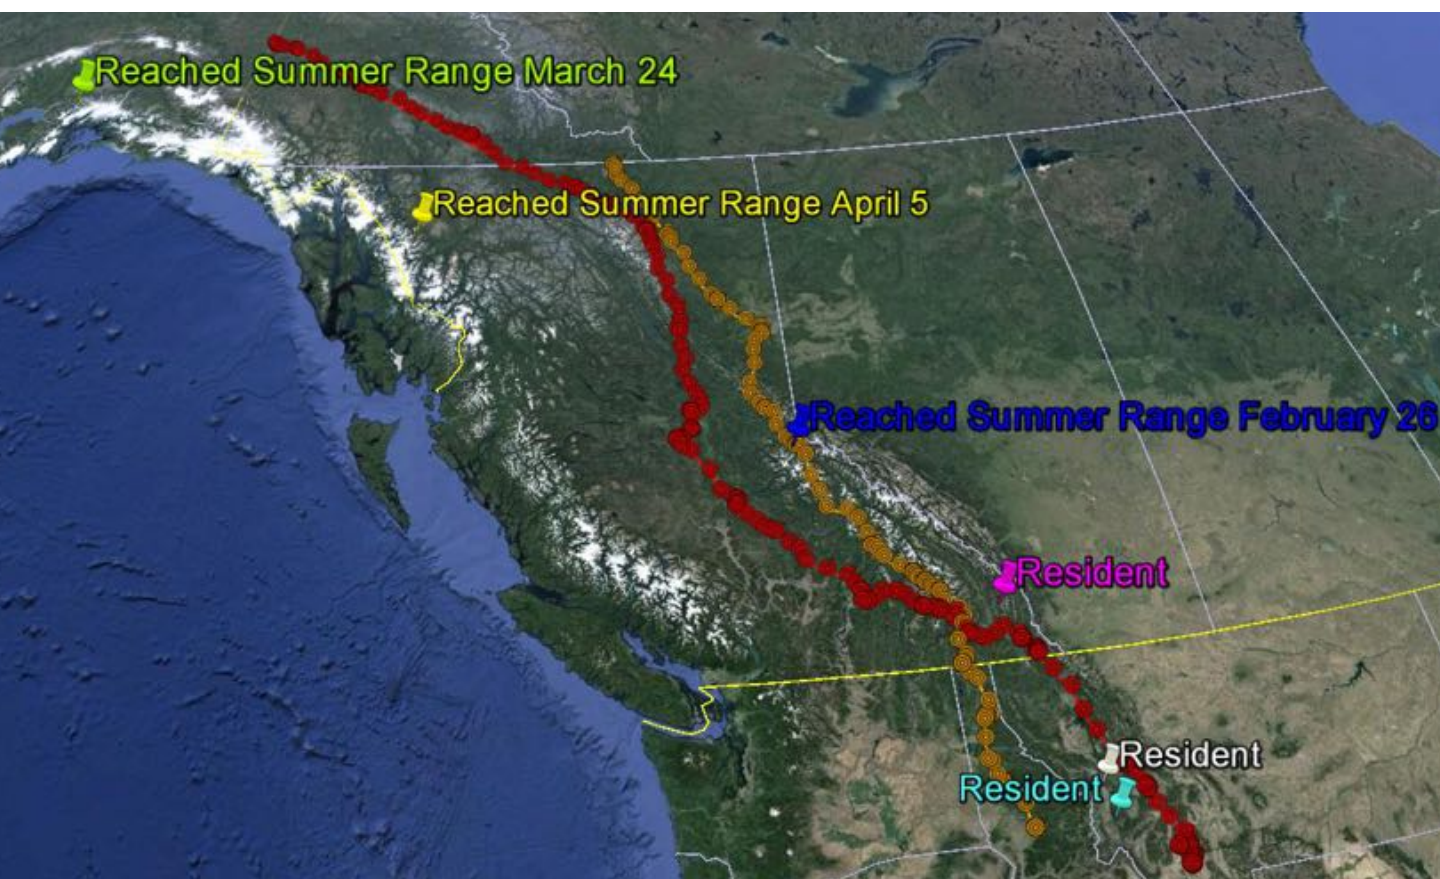 Reached Summer Range March 24
Reached Summer Range April 5
Reached Summer Range February 26
Resident
Resident
Resident